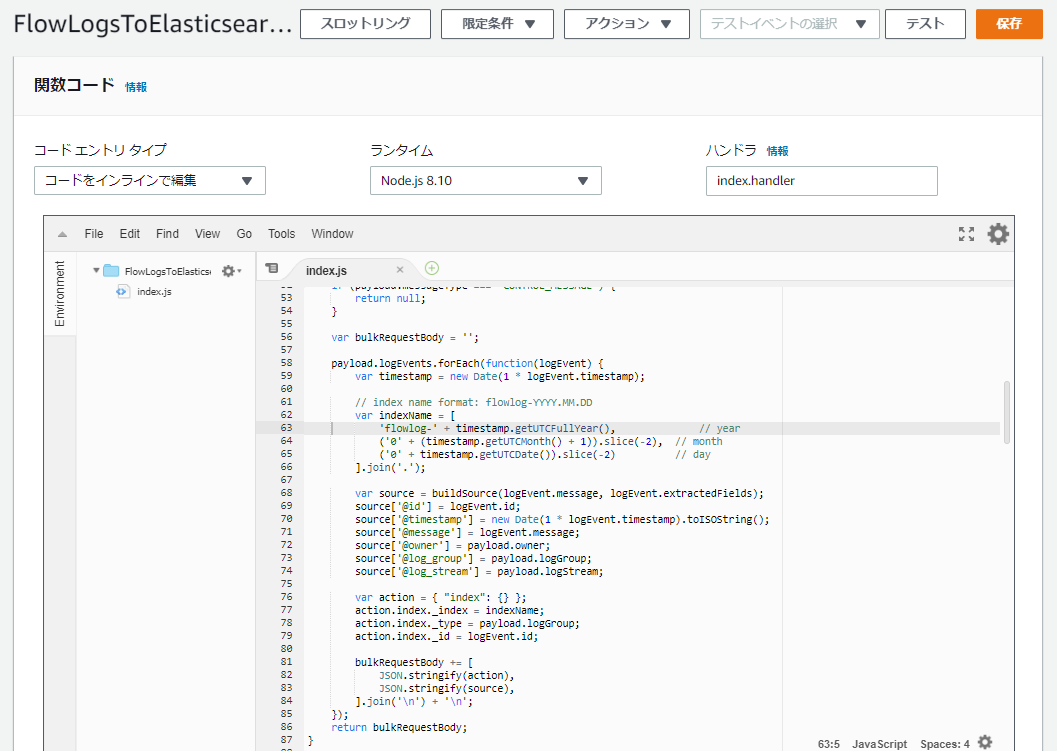 FlowLogsToElasticsear... スロットリング 限定条件 アクション テストイベントの選択 テスト 保存
関数コード 情報
コード エントリ タイプ ランタイム ハンドラ 情報
コードをインラインで編集 Node.js 8.10 index.handler
File Edit Find View Go Tools Window
Environment
FlowLogsToElasticse
index.js
index.js
52 if (payload.messageType === 'CONTROL_MESSAGE') {
53 return null;
54 }
55
56 var bulkRequestBody = '';
57
58 payload.logEvents.forEach(function(logEvent) {
59 var timestamp = new Date(1 * logEvent.timestamp);
60
61 // index name format: flowlog-YYYY.MM.DD
62 var indexName = [
63 'flowlog-' + timestamp.getUTCFullYear(), // year
64 ('0' + (timestamp.getUTCMonth() + 1)).slice(-2), // month
65 ('0' + timestamp.getUTCDate()).slice(-2) // day
66 ].join('.');
67
68 var source = buildSource(logEvent.message, logEvent.extractedFields);
69 source['@id'] = logEvent.id;
70 source['@timestamp'] = new Date(1 * logEvent.timestamp).toISOString();
71 source['@message'] = logEvent.message;
72 source['@owner'] = payload.owner;
73 source['@log_group'] = payload.logGroup;
74 source['@log_stream'] = payload.logStream;
75
76 var action = { "index": {} };
77 action.index._index = indexName;
78 action.index._type = payload.logGroup;
79 action.index._id = logEvent.id;
80
81 bulkRequestBody += [
82 JSON.stringify(action),
83 JSON.stringify(source),
84 ].join('\n') + '\n';
85 });
86 return bulkRequestBody;
87 }
63:5 JavaScript Spaces: 4